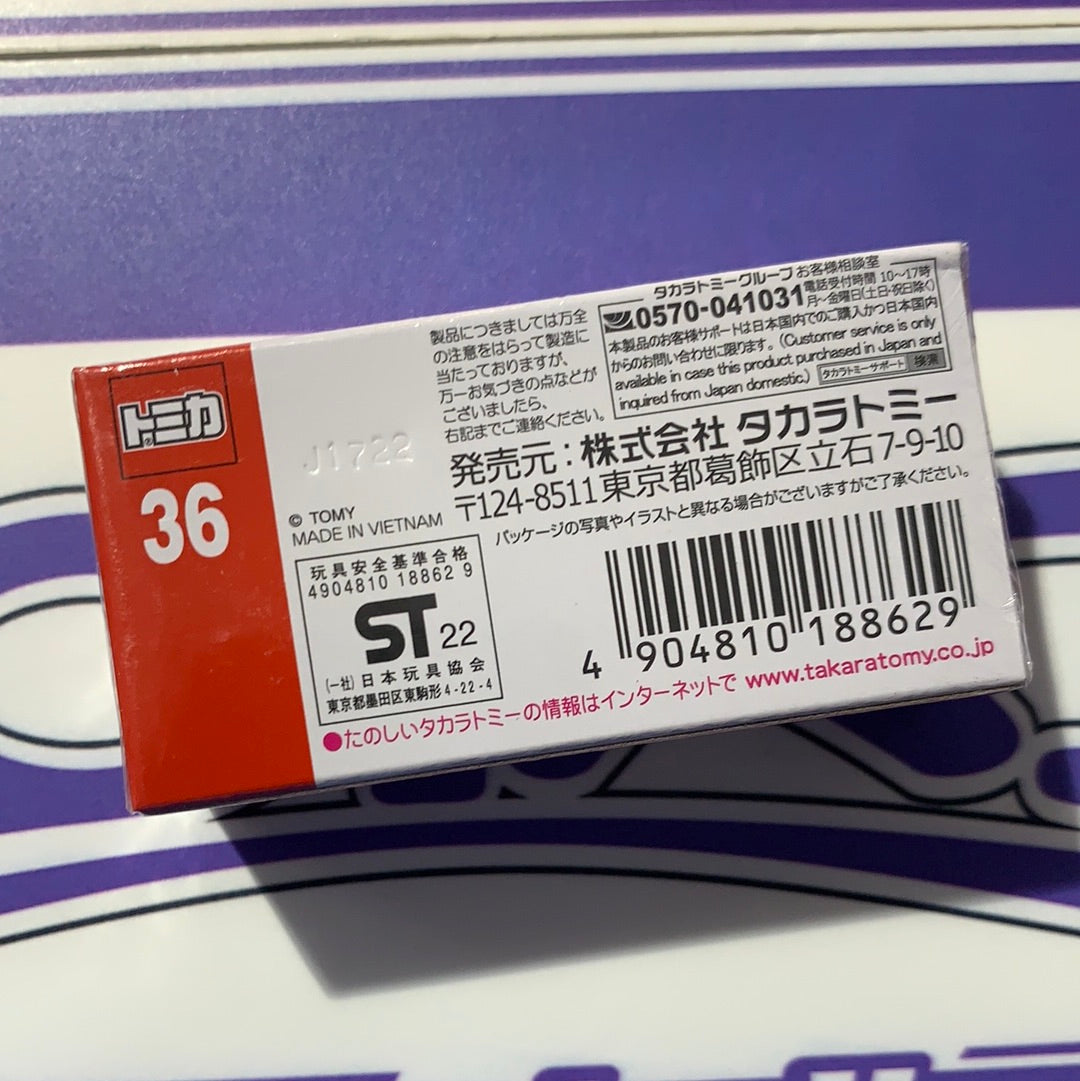 トミカ
36
J1722
© TOMY
MADE IN VIETNAM
玩具安全基準合格
4904810 18862 9
ST 22
(一社)日本玩具協会
東京都墨田区東駒形4-22-4
製品につきましては万全
の注意をはらって製造に
当たっておりますが、
万一お気づきの点などが
ございましたら、
右記までご連絡ください。
タカラトミーグループ お客様相談室
0570-041031 電話受付時間 10〜17時
月〜金曜日(土日・祝日除く)
本製品のお客様サポートは日本国内でのご購入かつ日本国内
からのお問い合わせに限ります。(Customer service is only
available in case this product purchased in Japan and
inquired from Japan domestic.) タカラトミーサポート 検索
発売元:株式会社 タカラトミー
〒124-8511 東京都葛飾区立石7-9-10
パッケージの写真やイラストと異なる場合がございますがご了承ください。
4 904810 188629
●たのしいタカラトミーの情報はインターネットで www.takaratomy.co.jp